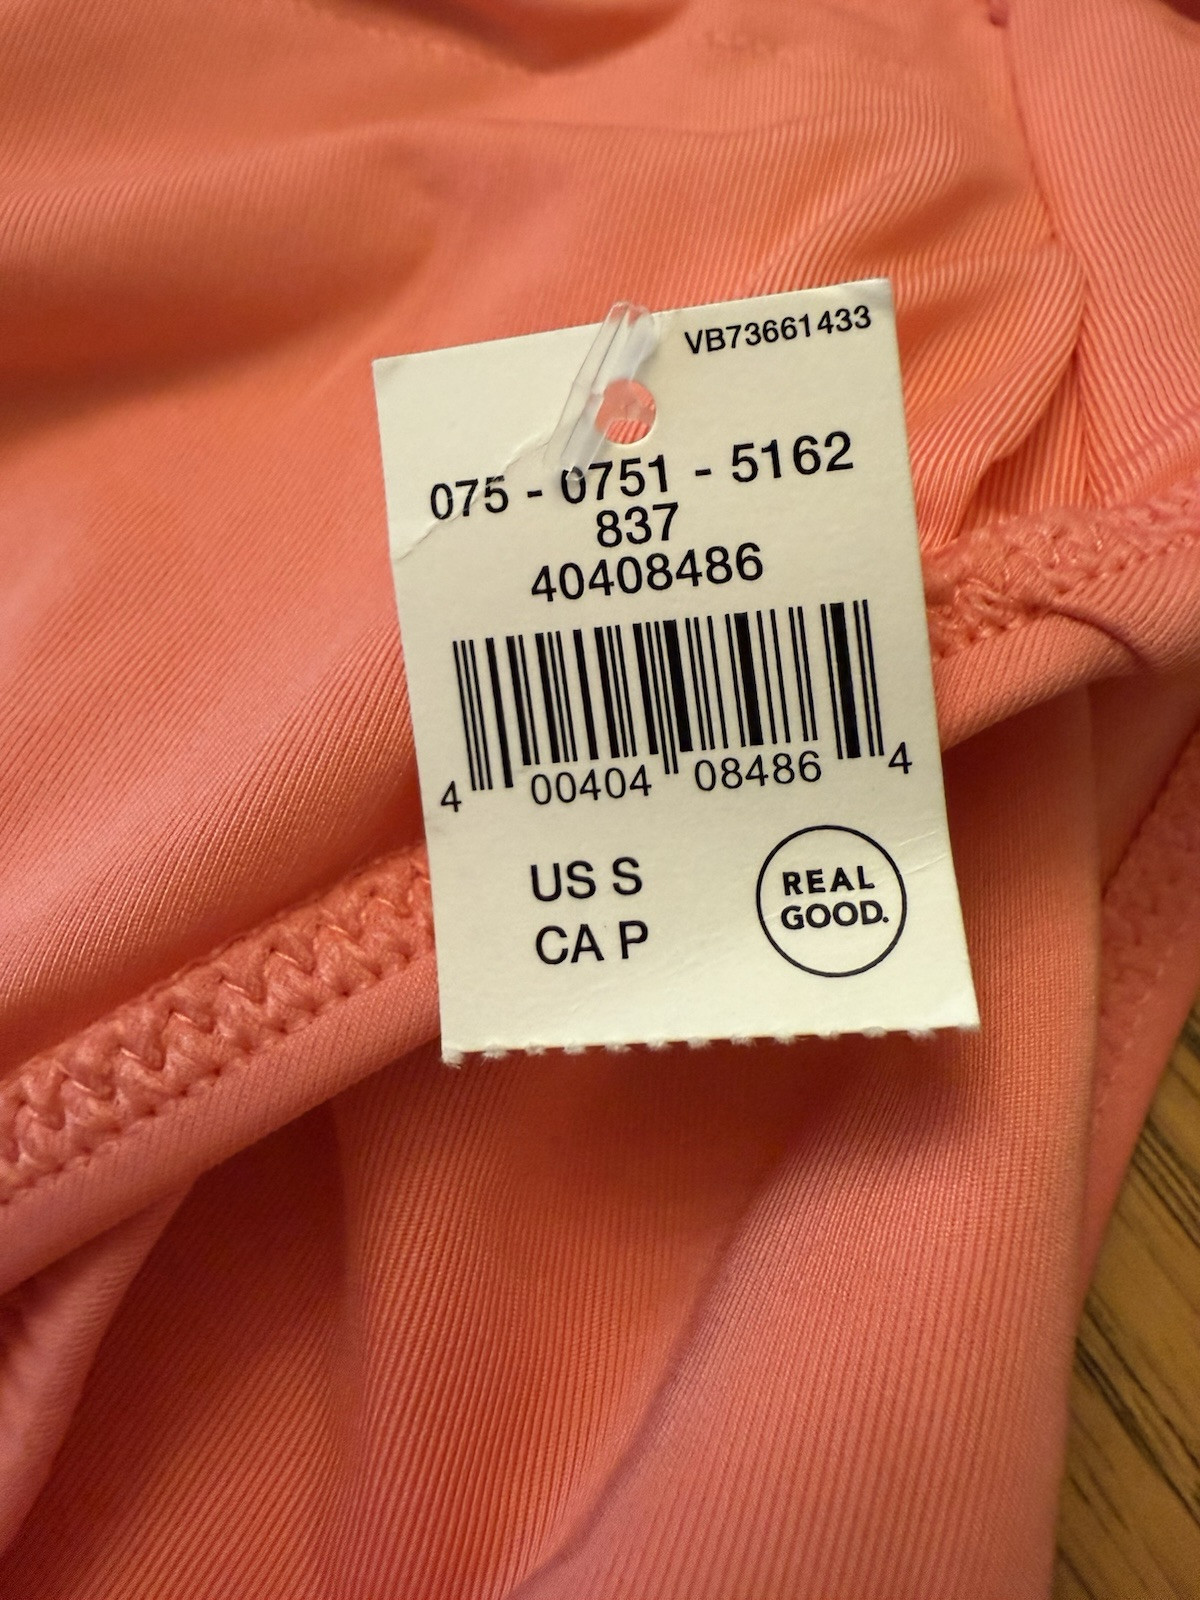 VB73661433
075 - 0751 - 5162
837
40408486
4 00404 08486 4
US S
CA P
REAL
GOOD.